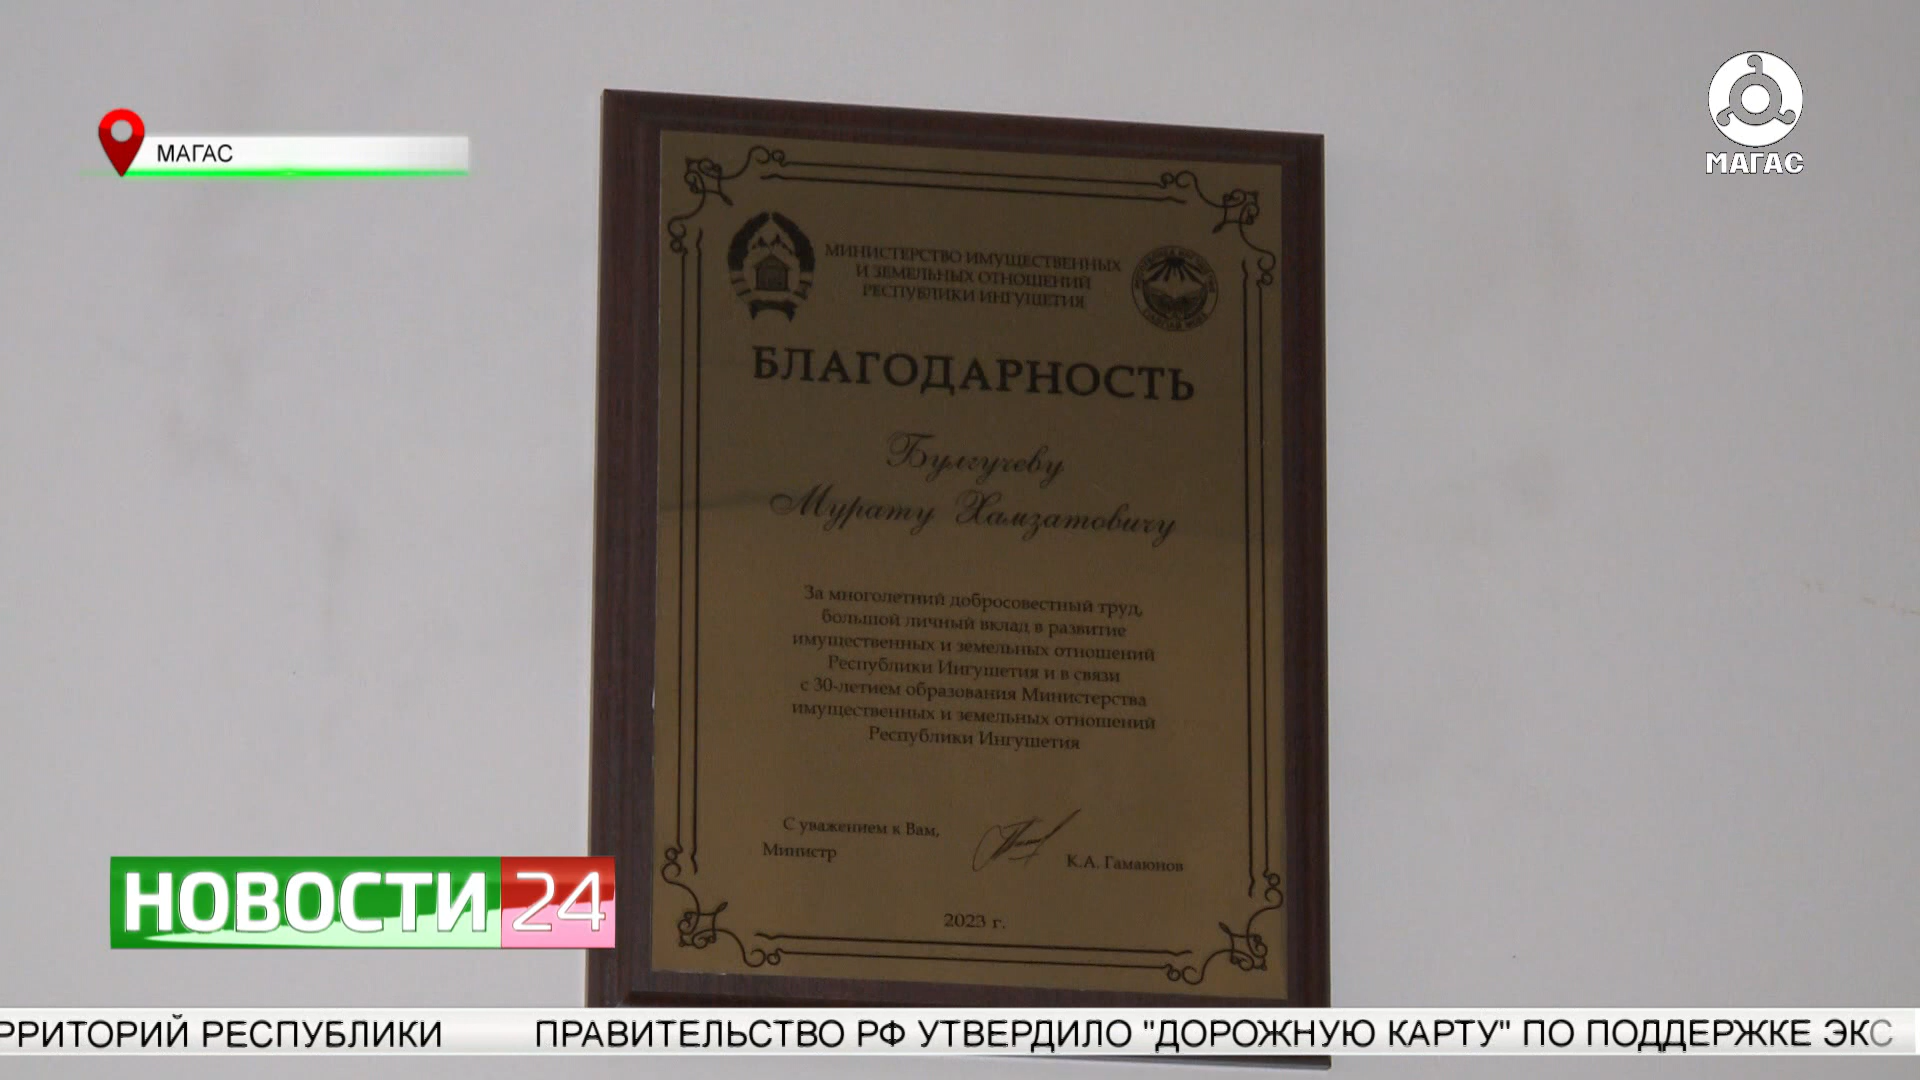 МАГАС
МАГАС
МИНИСТЕРСТВО ИМУЩЕСТВЕННЫХ
И ЗЕМЕЛЬНЫХ ОТНОШЕНИЙ
РЕСПУБЛИКИ ИНГУШЕТИЯ
БЛАГОДАРНОСТЬ
Булгучеву
Мурату Хамзатовичу
За многолетний добросовестный труд,
большой личный вклад в развитие
имущественных и земельных отношений
Республики Ингушетия и в связи
с 30-летием образования Министерства
имущественных и земельных отношений
Республики Ингушетия
С уважением к Вам,
Министр
К.А. Гамаюнов
2023 г.
НОВОСТИ 24
РРИТОРИЙ РЕСПУБЛИКИ ПРАВИТЕЛЬСТВО РФ УТВЕРДИЛО "ДОРОЖНУЮ КАРТУ" ПО ПОДДЕРЖКЕ ЭКС